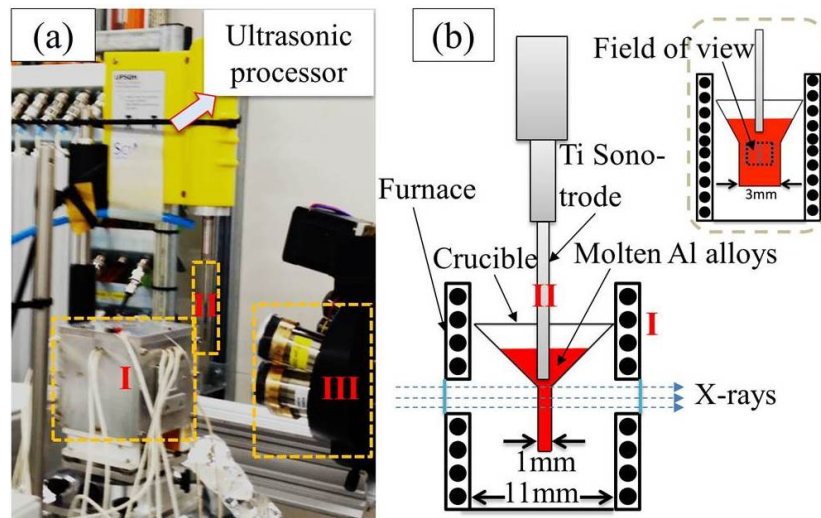 (a)
Ultrasonic
processor
I
II
III
(b)
Field of view
3mm
Ti Sono-
trode
Furnace
Crucible
Molten Al alloys
II
I
X-rays
1mm
11mm